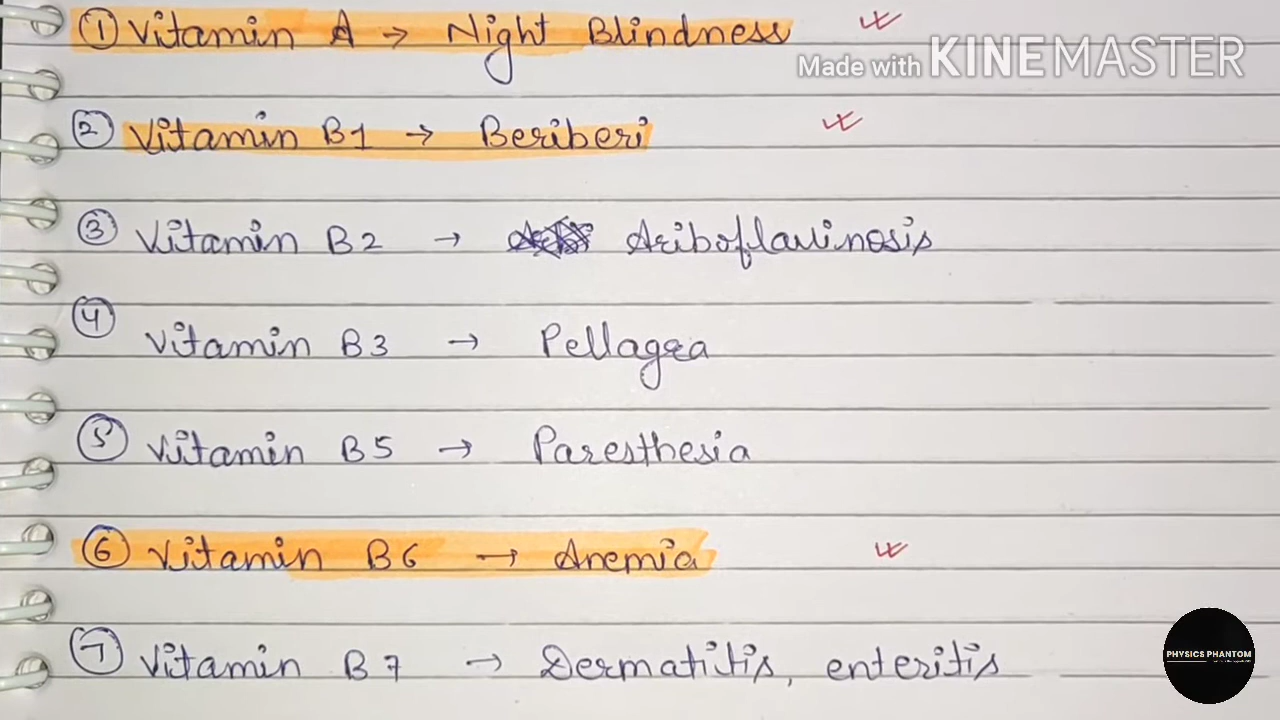 ① Vitamin A → Night Blindness
Made with KINEMASTER
② Vitamin B1 → Beriberi
③ Vitamin B2 → Ariboflavinosis
④ Vitamin B3 → Pellagra
⑤ Vitamin B5 → Paresthesia
⑥ Vitamin B6 → Anemia
⑦ Vitamin B7 → Dermatitis, enteritis
PHYSICS PHANTOM